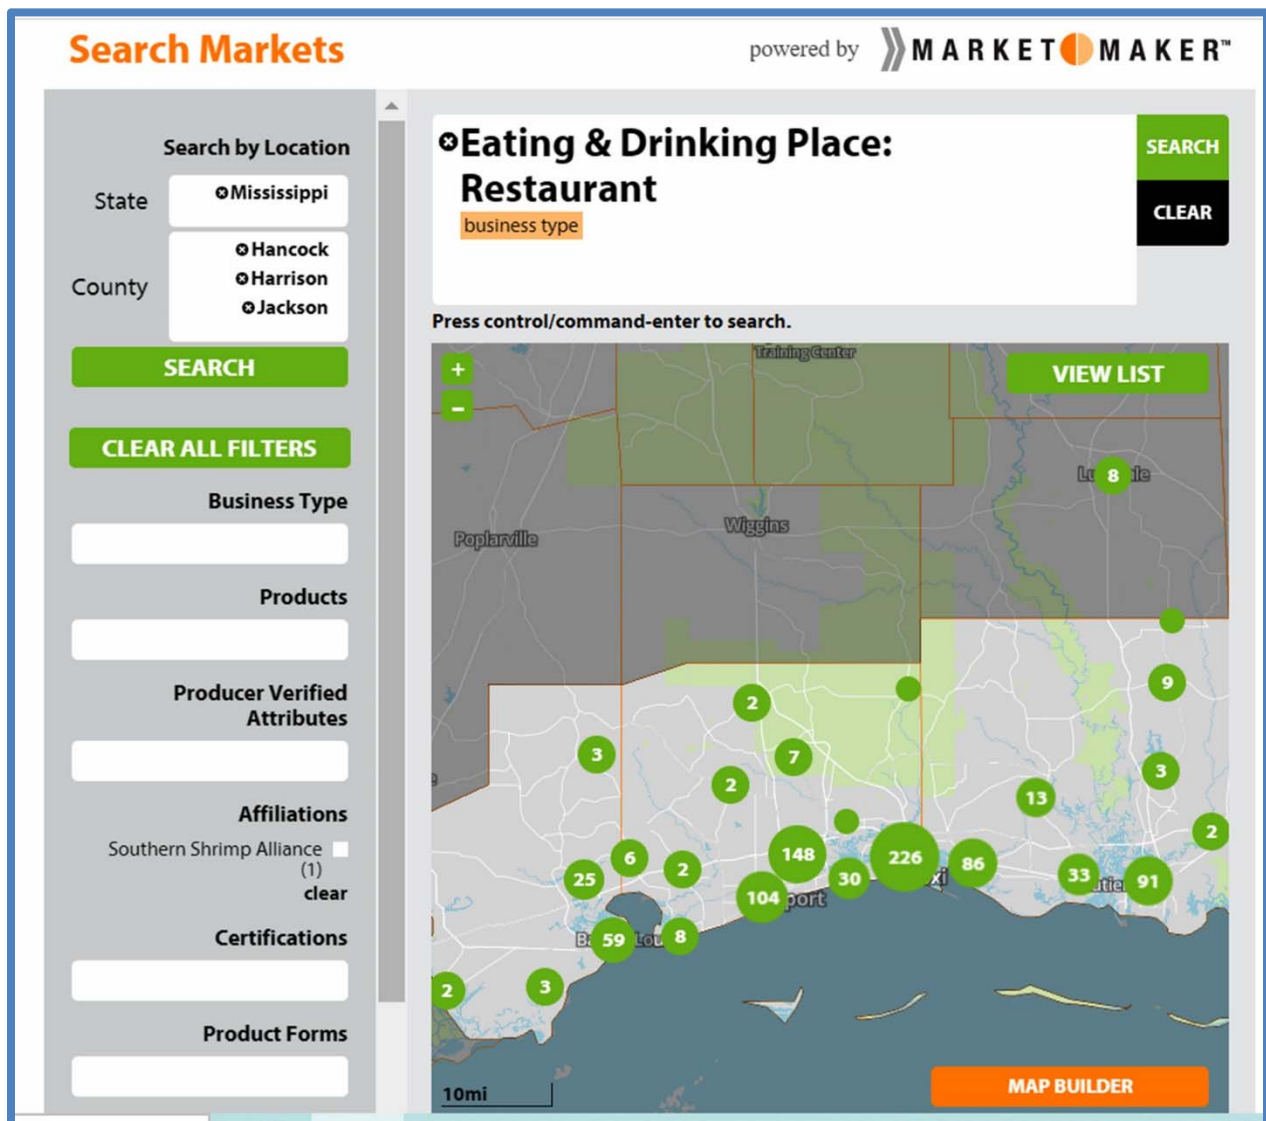 Search Markets
powered by MARKET MAKER™
Search by Location
State
Mississippi
County
Hancock
Harrison
Jackson
SEARCH
CLEAR ALL FILTERS
Business Type
Products
Producer Verified
Attributes
Affiliations
Southern Shrimp Alliance
(1)
clear
Certifications
Product Forms
Eating & Drinking Place:
Restaurant
business type
SEARCH
CLEAR
Press control/command-enter to search.
+
-
VIEW LIST
Training Center
8
Poplarville
Wiggins
9
2
3
7
3
2
13
2
6
148
226
86
2
25
30
xi
33
91
104
port
59
8
2
3
10mi
MAP BUILDER